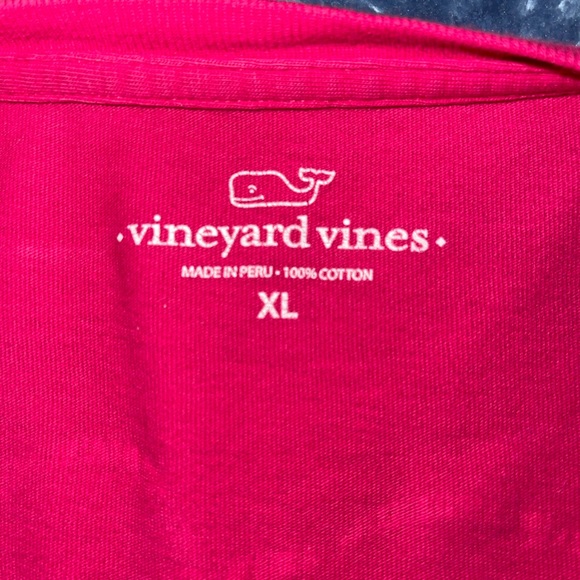 ·vineyard vines·
MADE IN PERU • 100% COTTON
XL